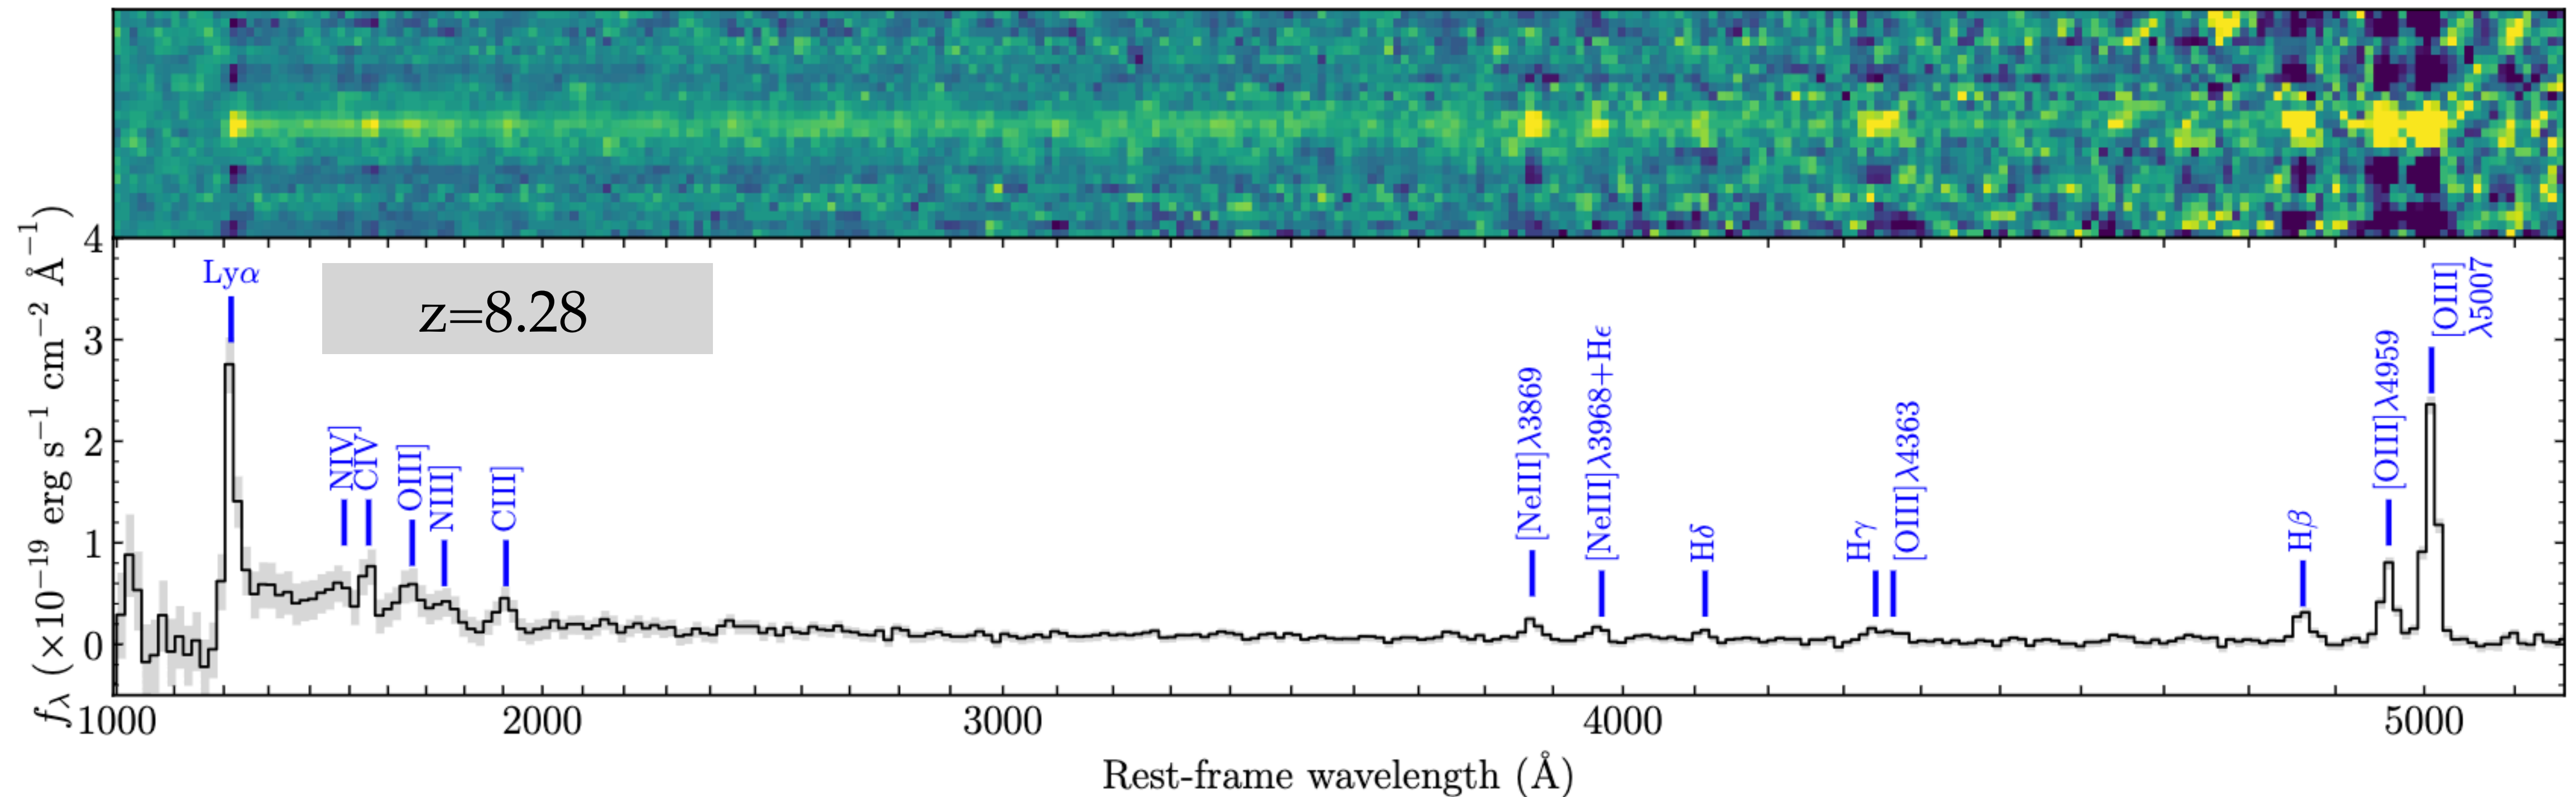 4
3
2
1
0
f_λ (×10⁻¹⁹ erg s⁻¹ cm⁻² Å⁻¹)
Lyα
z=8.28
NIV]
CIV
OIII]
NIII]
CIII]
[NeIII]λ3869
[NeIII]λ3968+Hϵ
Hδ
Hγ
[OIII]λ4363
Hβ
[OIII]λ4959
[OIII]
λ5007
1000 2000 3000 4000 5000
Rest-frame wavelength (Å)